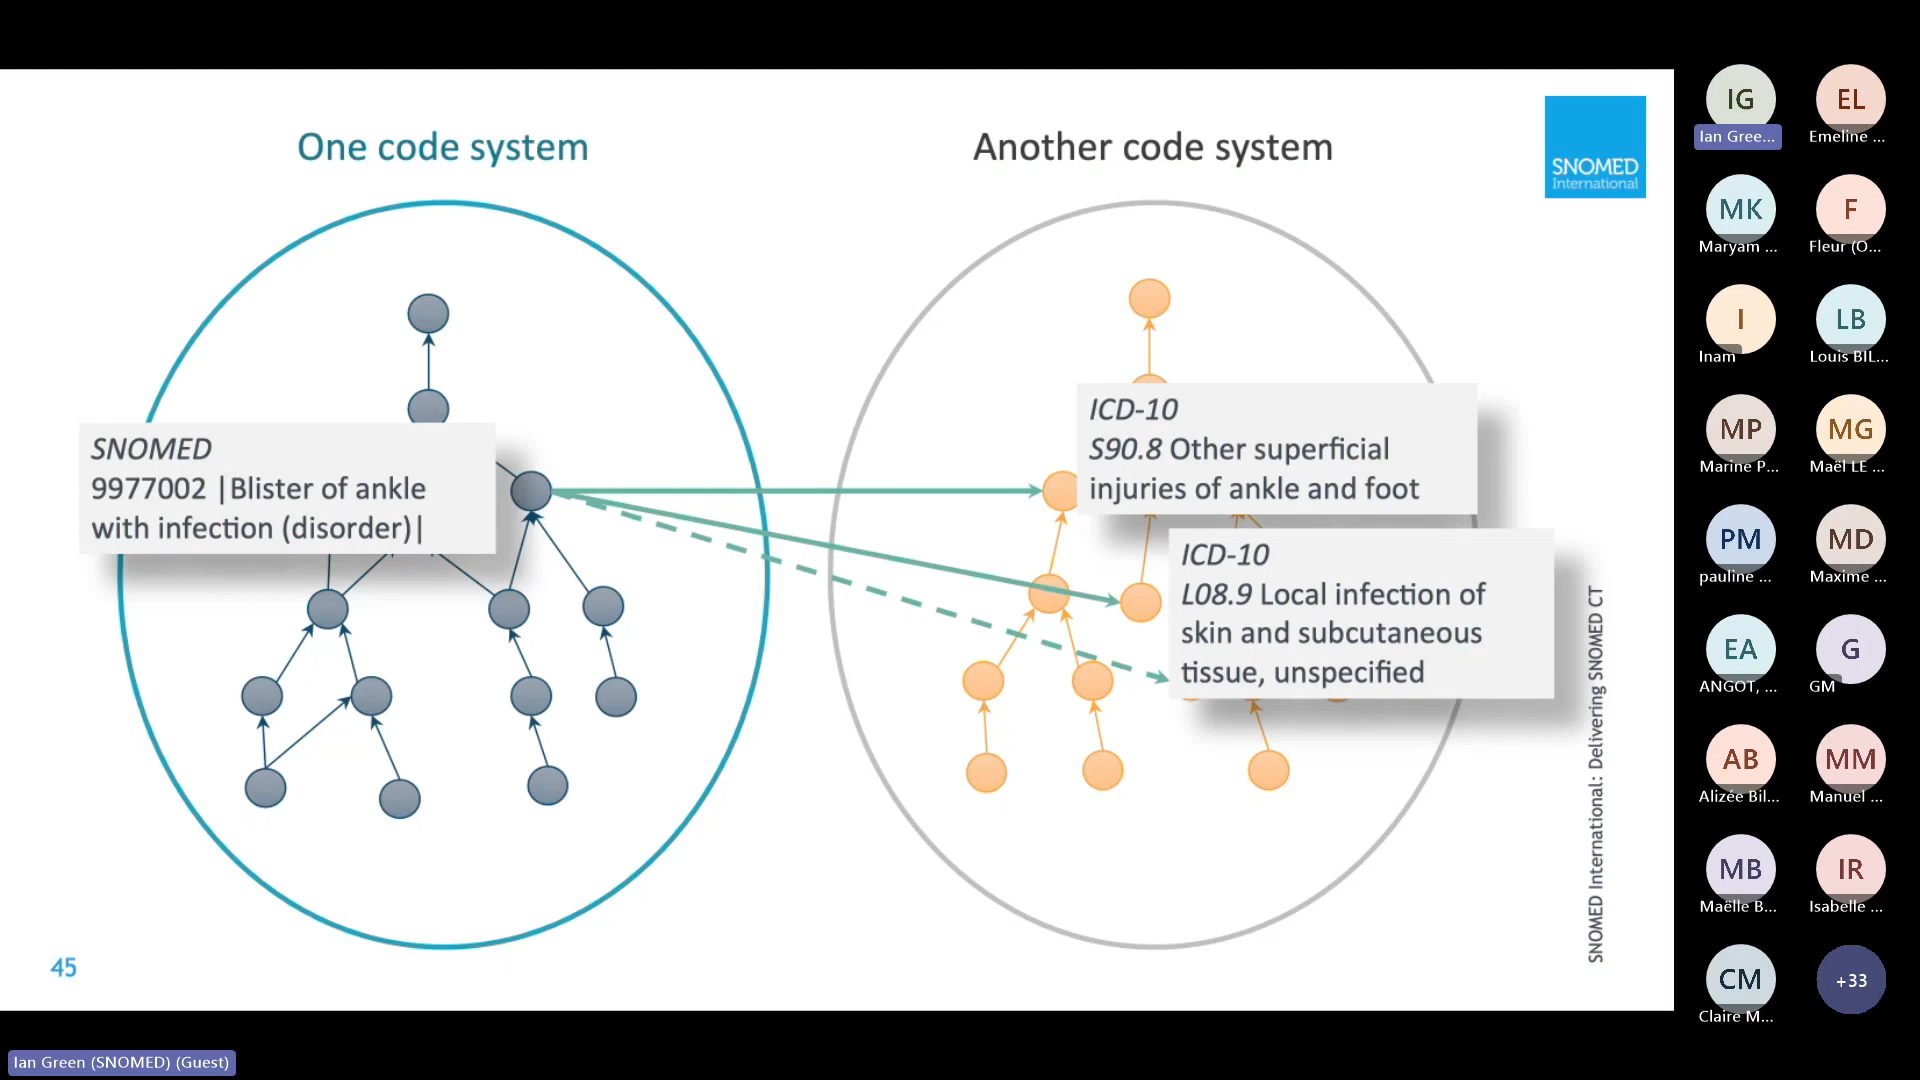 One code system
Another code system
SNOMED
International
SNOMED
9977002 |Blister of ankle
with infection (disorder)|
ICD-10
S90.8 Other superficial
injuries of ankle and foot
ICD-10
L08.9 Local infection of
skin and subcutaneous
tissue, unspecified
SNOMED International: Delivering SNOMED CT
45
IG
Ian Gree...
EL
Emeline ...
MK
Maryam ...
F
Fleur (O...
I
Inam
LB
Louis BIL...
MP
Marine P...
MG
Maël LE ...
PM
pauline ...
MD
Maxime ...
EA
ANGOT, ...
G
GM
AB
Alizée Bil...
MM
Manuel ...
MB
Maëlle B...
IR
Isabelle ...
CM
Claire M...
+33
Ian Green (SNOMED) (Guest)